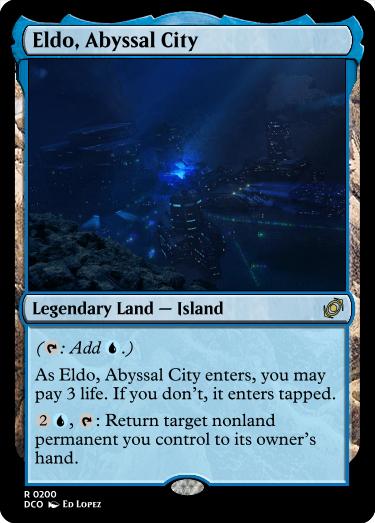 Eldo, Abyssal City
Legendary Land — Island
(: Add .)
As Eldo, Abyssal City enters, you may
pay 3 life. If you don't, it enters tapped.
2 , : Return target nonland
permanent you control to its owner's
hand.
R 0200
DCO Ed Lopez